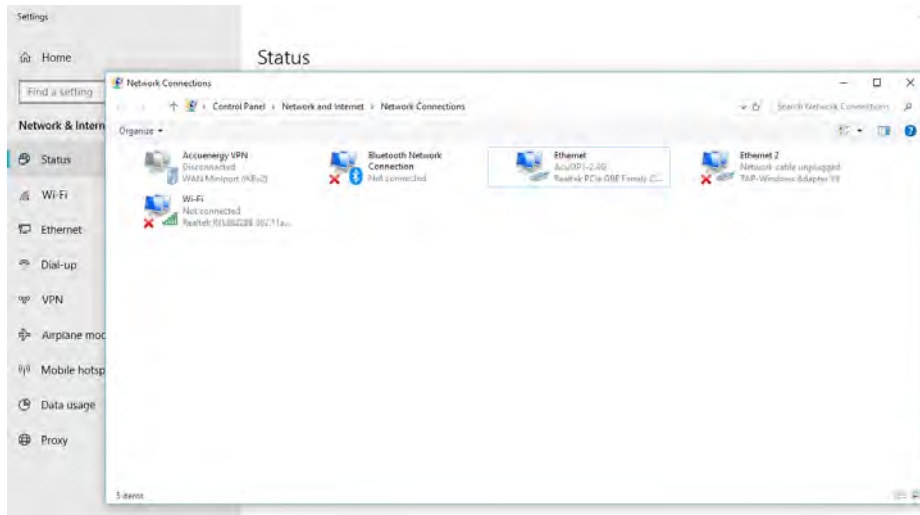 Settings
Home
Status
Find a setting
Network & Intern
Status
Wi-Fi
Ethernet
Dial-up
VPN
Airplane mod
Mobile hotsp
Data usage
Proxy
Network Connections
Control Panel › Network and Internet › Network Connections
Search Network Connections
Organize
Accuenergy VPN
Disconnected
WAN Miniport (IKEv2)
Bluetooth Network
Connection
Not connected
Ethernet
Realtek PCIe GBE Family C...
Ethernet 2
Network cable unplugged
TAP-Windows Adapter V9
Wi-Fi
Not connected
Realtek
5 items